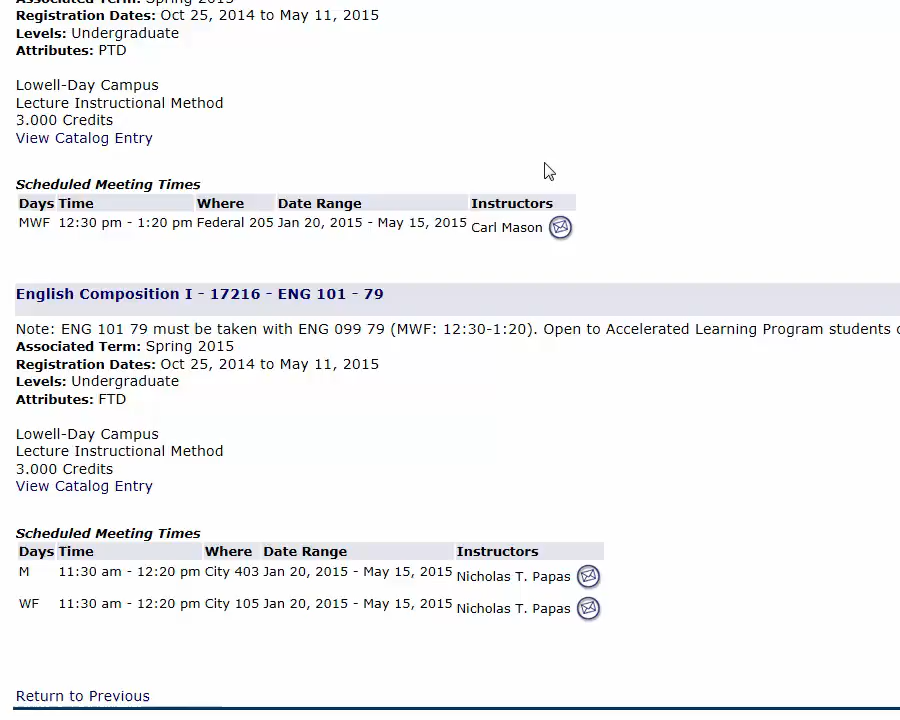 Associated Term: Spring 2015
Registration Dates: Oct 25, 2014 to May 11, 2015
Levels: Undergraduate
Attributes: PTD
Lowell-Day Campus
Lecture Instructional Method
3.000 Credits
View Catalog Entry
Scheduled Meeting Times
Days Time Where Date Range Instructors
MWF 12:30 pm - 1:20 pm Federal 205 Jan 20, 2015 - May 15, 2015 Carl Mason
English Composition I - 17216 - ENG 101 - 79
Note: ENG 101 79 must be taken with ENG 099 79 (MWF: 12:30-1:20). Open to Accelerated Learning Program students
Associated Term: Spring 2015
Registration Dates: Oct 25, 2014 to May 11, 2015
Levels: Undergraduate
Attributes: FTD
Lowell-Day Campus
Lecture Instructional Method
3.000 Credits
View Catalog Entry
Scheduled Meeting Times
Days Time Where Date Range Instructors
M 11:30 am - 12:20 pm City 403 Jan 20, 2015 - May 15, 2015 Nicholas T. Papas
WF 11:30 am - 12:20 pm City 105 Jan 20, 2015 - May 15, 2015 Nicholas T. Papas
Return to Previous